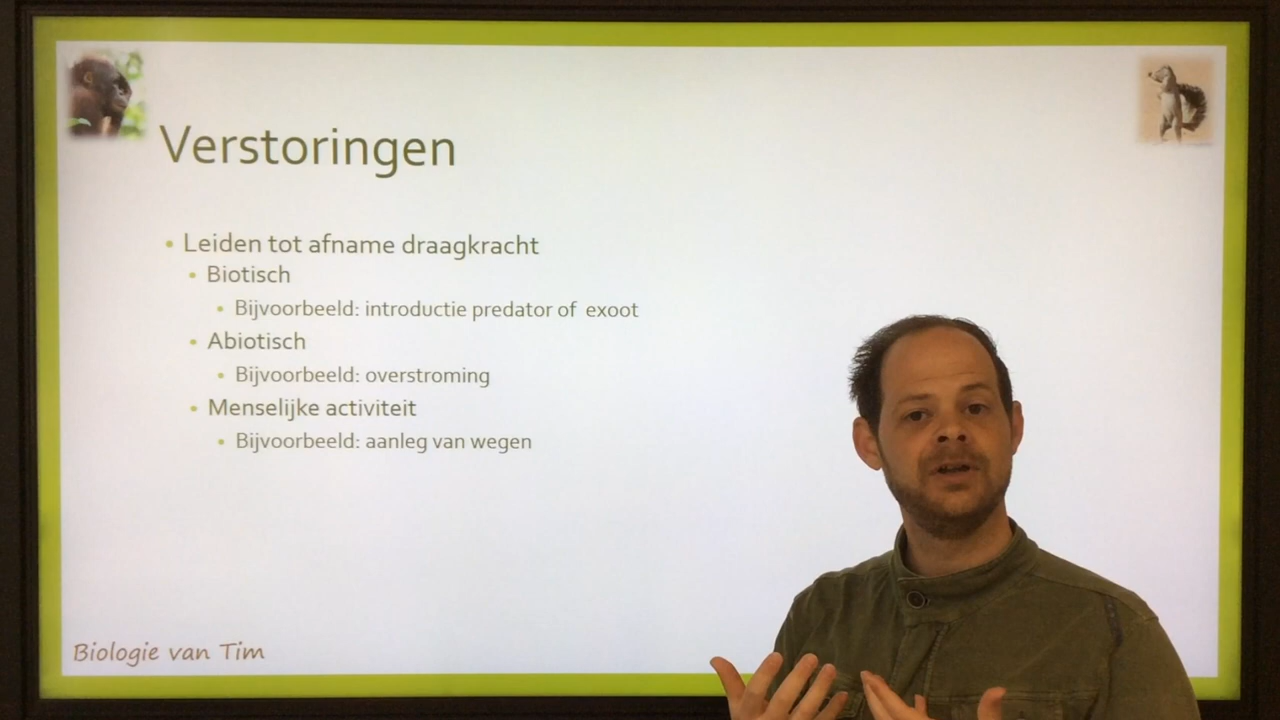 Verstoringen
• Leiden tot afname draagkracht
• Biotisch
• Bijvoorbeeld: introductie predator of exoot
• Abiotisch
• Bijvoorbeeld: overstroming
• Menselijke activiteit
• Bijvoorbeeld: aanleg van wegen
Biologie van Tim